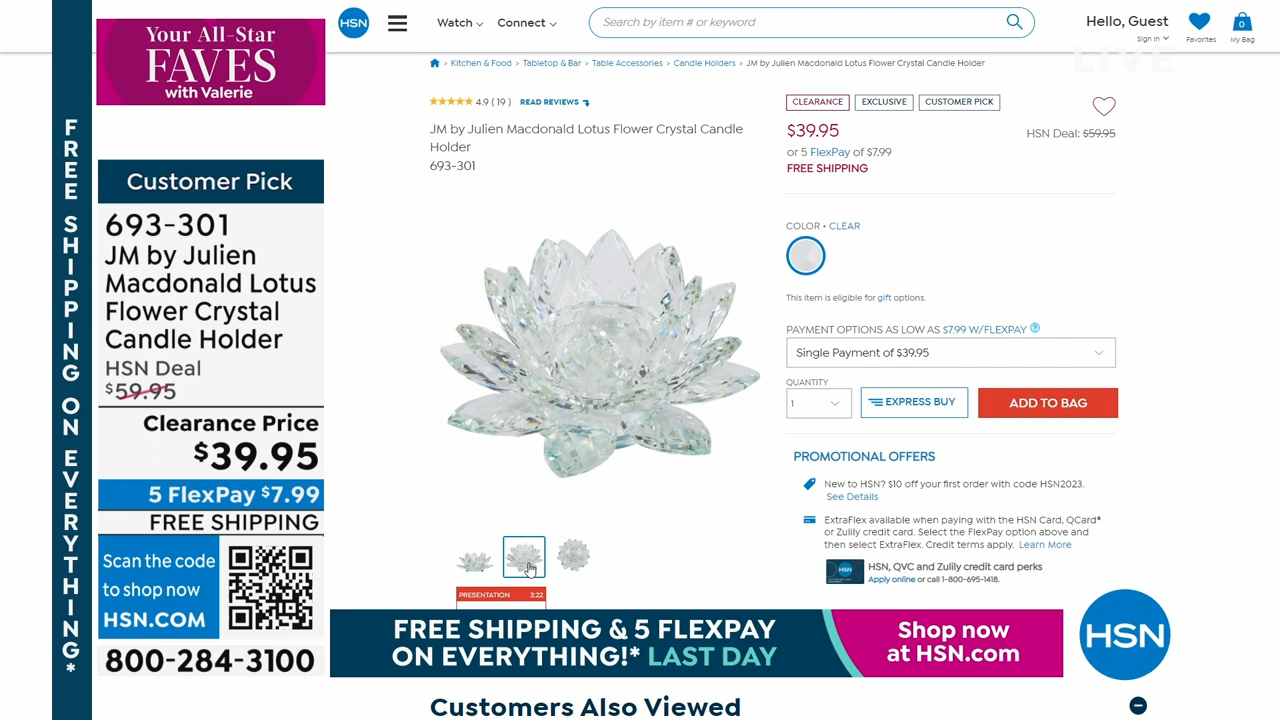 Your All-Star
FAVES
with Valerie
FREE SHIPPING ON EVERYTHING!*
Customer Pick
693-301
JM by Julien
Macdonald Lotus
Flower Crystal
Candle Holder
HSN Deal
$59.95
Clearance Price
$39.95
5 FlexPay $7.99
FREE SHIPPING
Scan the code
to shop now
HSN.COM
800-284-3100
HSN
Watch
Connect
Search by item # or keyword
Hello, Guest
Sign In
Favorites
0
My Bag
LIVE
Kitchen & Food > Tabletop & Bar > Table Accessories > Candle Holders > JM by Julien Macdonald Lotus Flower Crystal Candle Holder
4.9 ( 19 ) READ REVIEWS
JM by Julien Macdonald Lotus Flower Crystal Candle
Holder
693-301
CLEARANCE
EXCLUSIVE
CUSTOMER PICK
$39.95
HSN Deal: $59.95
or 5 FlexPay of $7.99
FREE SHIPPING
COLOR • CLEAR
This item is eligible for gift options.
PAYMENT OPTIONS AS LOW AS $7.99 W/FLEXPAY ?
Single Payment of $39.95
QUANTITY
1
EXPRESS BUY
ADD TO BAG
PROMOTIONAL OFFERS
New to HSN? $10 off your first order with code HSN2023.
See Details
ExtraFlex available when paying with the HSN Card, QCard®
or Zulily credit card. Select the FlexPay option above and
then select ExtraFlex. Credit terms apply. Learn More
HSN
HSN, QVC and Zulily credit card perks
Apply online or call 1-800-695-1418.
PRESENTATION 3:22
FREE SHIPPING & 5 FLEXPAY
ON EVERYTHING!* LAST DAY
Shop now
at HSN.com
HSN
Customers Also Viewed